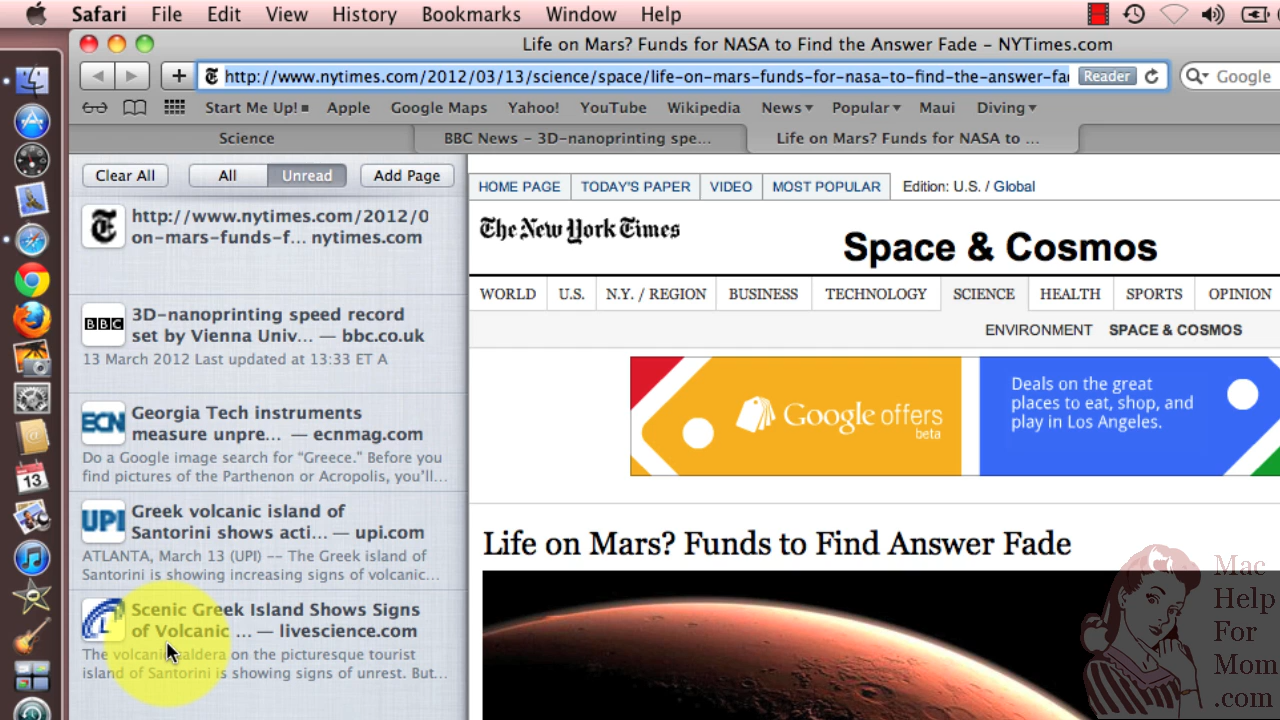 Safari File Edit View History Bookmarks Window Help
Life on Mars? Funds for NASA to Find the Answer Fade – NYTimes.com
http://www.nytimes.com/2012/03/13/science/space/life-on-mars-funds-for-nasa-to-find-the-answer-fa Reader Google
Start Me Up! Apple Google Maps Yahoo! YouTube Wikipedia News Popular Maui Diving
Science BBC News – 3D-nanoprinting spe... Life on Mars? Funds for NASA to ...
Clear All All Unread Add Page
http://www.nytimes.com/2012/0
on-mars-funds-f... nytimes.com
3D-nanoprinting speed record
set by Vienna Univ... — bbc.co.uk
13 March 2012 Last updated at 13:33 ET A
BBC
Georgia Tech instruments
measure unpre... — ecnmag.com
Do a Google image search for “Greece.” Before you
find pictures of the Parthenon or Acropolis, you’ll...
ECN
Greek volcanic island of
Santorini shows acti... — upi.com
ATLANTA, March 13 (UPI) -- The Greek island of
Santorini is showing increasing signs of volcanic...
UPI
Scenic Greek Island Shows Signs
of Volcanic ... — livescience.com
The volcanic caldera on the picturesque tourist
island of Santorini is showing signs of unrest. But...
13
HOME PAGE TODAY'S PAPER VIDEO MOST POPULAR Edition: U.S. / Global
The New York Times
Space & Cosmos
WORLD U.S. N.Y. / REGION BUSINESS TECHNOLOGY SCIENCE HEALTH SPORTS OPINION
ENVIRONMENT SPACE & COSMOS
Google offers
beta
Deals on the great
places to eat, shop, and
play in Los Angeles.
Life on Mars? Funds to Find Answer Fade
Mac
Help
For
Mom
.com